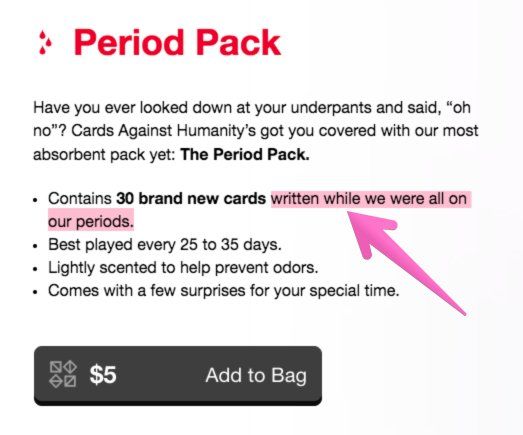 Period Pack
Have you ever looked down at your underpants and said, “oh
no”? Cards Against Humanity’s got you covered with our most
absorbent pack yet: The Period Pack.
• Contains 30 brand new cards written while we were all on
our periods.
• Best played every 25 to 35 days.
• Lightly scented to help prevent odors.
• Comes with a few surprises for your special time.
$5 Add to Bag